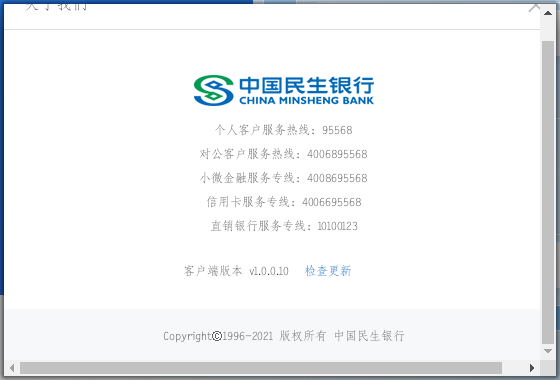 关于我们
中国民生银行
CHINA MINSHENG BANK
个人客户服务热线：95568
对公客户服务热线：4006895568
小微金融服务专线：4008695568
信用卡服务专线：4006695568
直销银行服务专线：10100123
客户端版本 v1.0.0.10 检查更新
Copyright©1996-2021 版权所有 中国民生银行